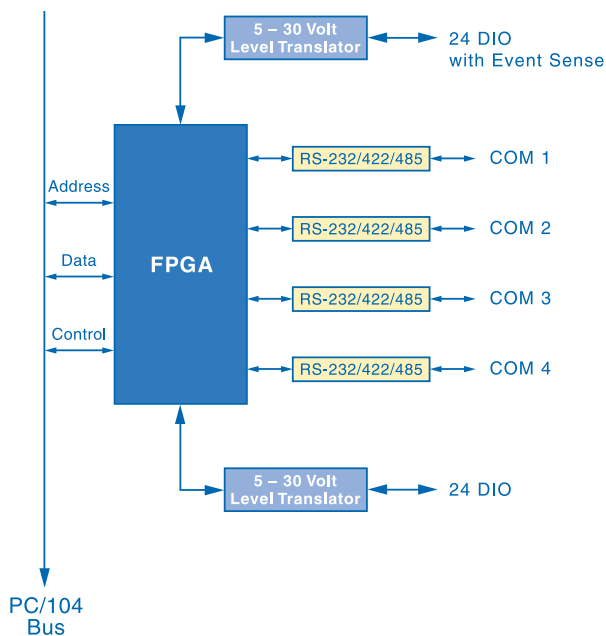 5 – 30 Volt
Level Translator
24 DIO
with Event Sense
RS-232/422/485
COM 1
Address
RS-232/422/485
COM 2
Data
FPGA
RS-232/422/485
COM 3
Control
RS-232/422/485
COM 4
5 – 30 Volt
Level Translator
24 DIO
PC/104
Bus